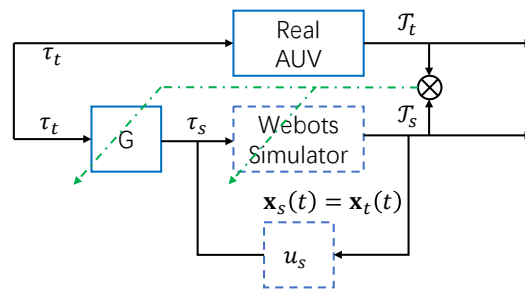 Real
AUV
τ_t
𝒯_t
τ_t
G
τ_s
Webots
Simulator
𝒯_s
𝐱_s(t) = 𝐱_t(t)
u_s